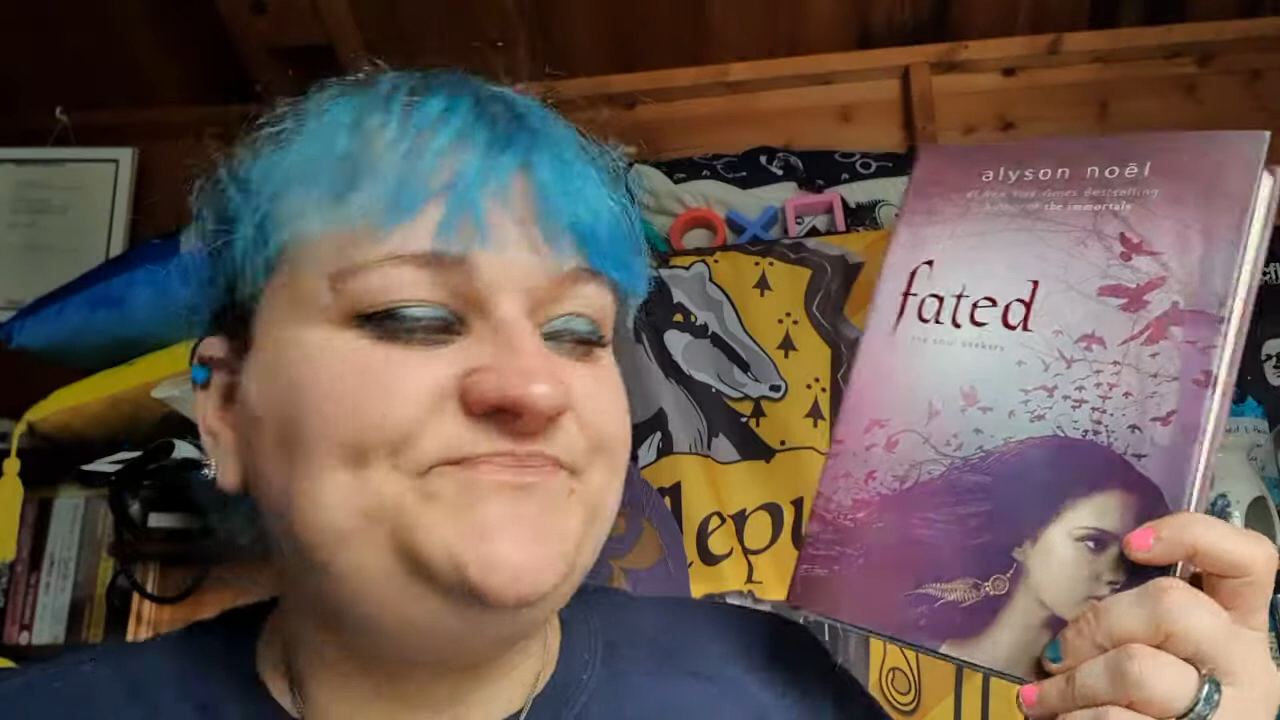 alyson noël
#1 New York Times Bestselling
author of the immortals
fated
the soul seekers